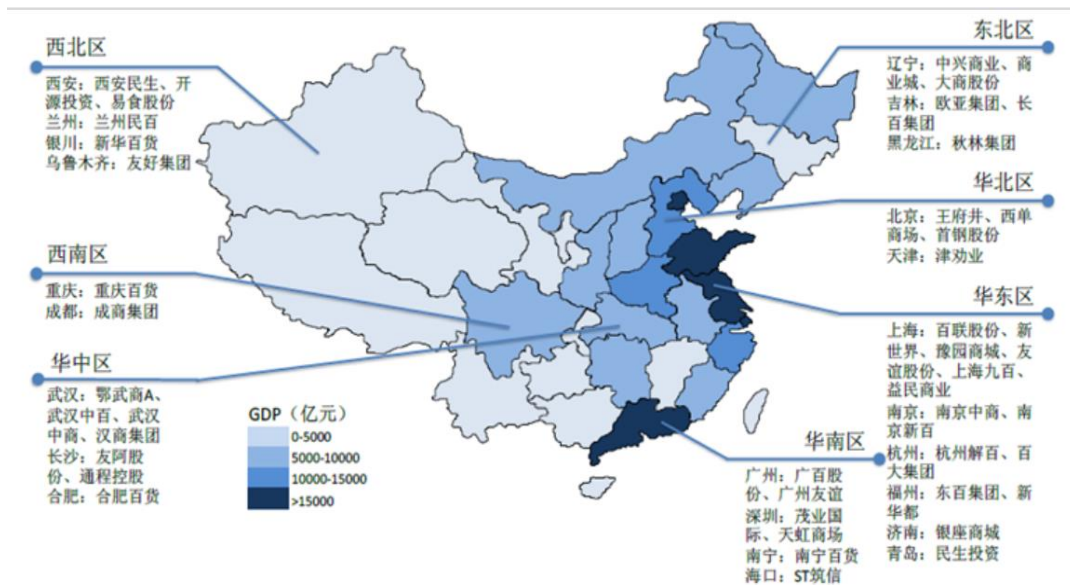 西北区
西安：西安民生、开
源投资、易食股份
兰州：兰州民百
银川：新华百货
乌鲁木齐：友好集团
西南区
重庆：重庆百货
成都：成商集团
华中区
武汉：鄂武商A、
武汉中百、武汉
中商、汉商集团
长沙：友阿股
份、通程控股
合肥：合肥百货
GDP（亿元）
0-5000
5000-10000
10000-15000
>15000
东北区
辽宁：中兴商业、商
业城、大商股份
吉林：欧亚集团、长
百集团
黑龙江：秋林集团
华北区
北京：王府井、西单
商场、首钢股份
天津：津劝业
华东区
上海：百联股份、新
世界、豫园商城、友
谊股份、上海九百、
益民商业
南京：南京中商、南
京新百
杭州：杭州解百、百
大集团
福州：东百集团、新
华都
济南：银座商城
青岛：民生投资
华南区
广州：广百股
份、广州友谊
深圳：茂业国
际、天虹商场
南宁：南宁百货
海口：ST筑信